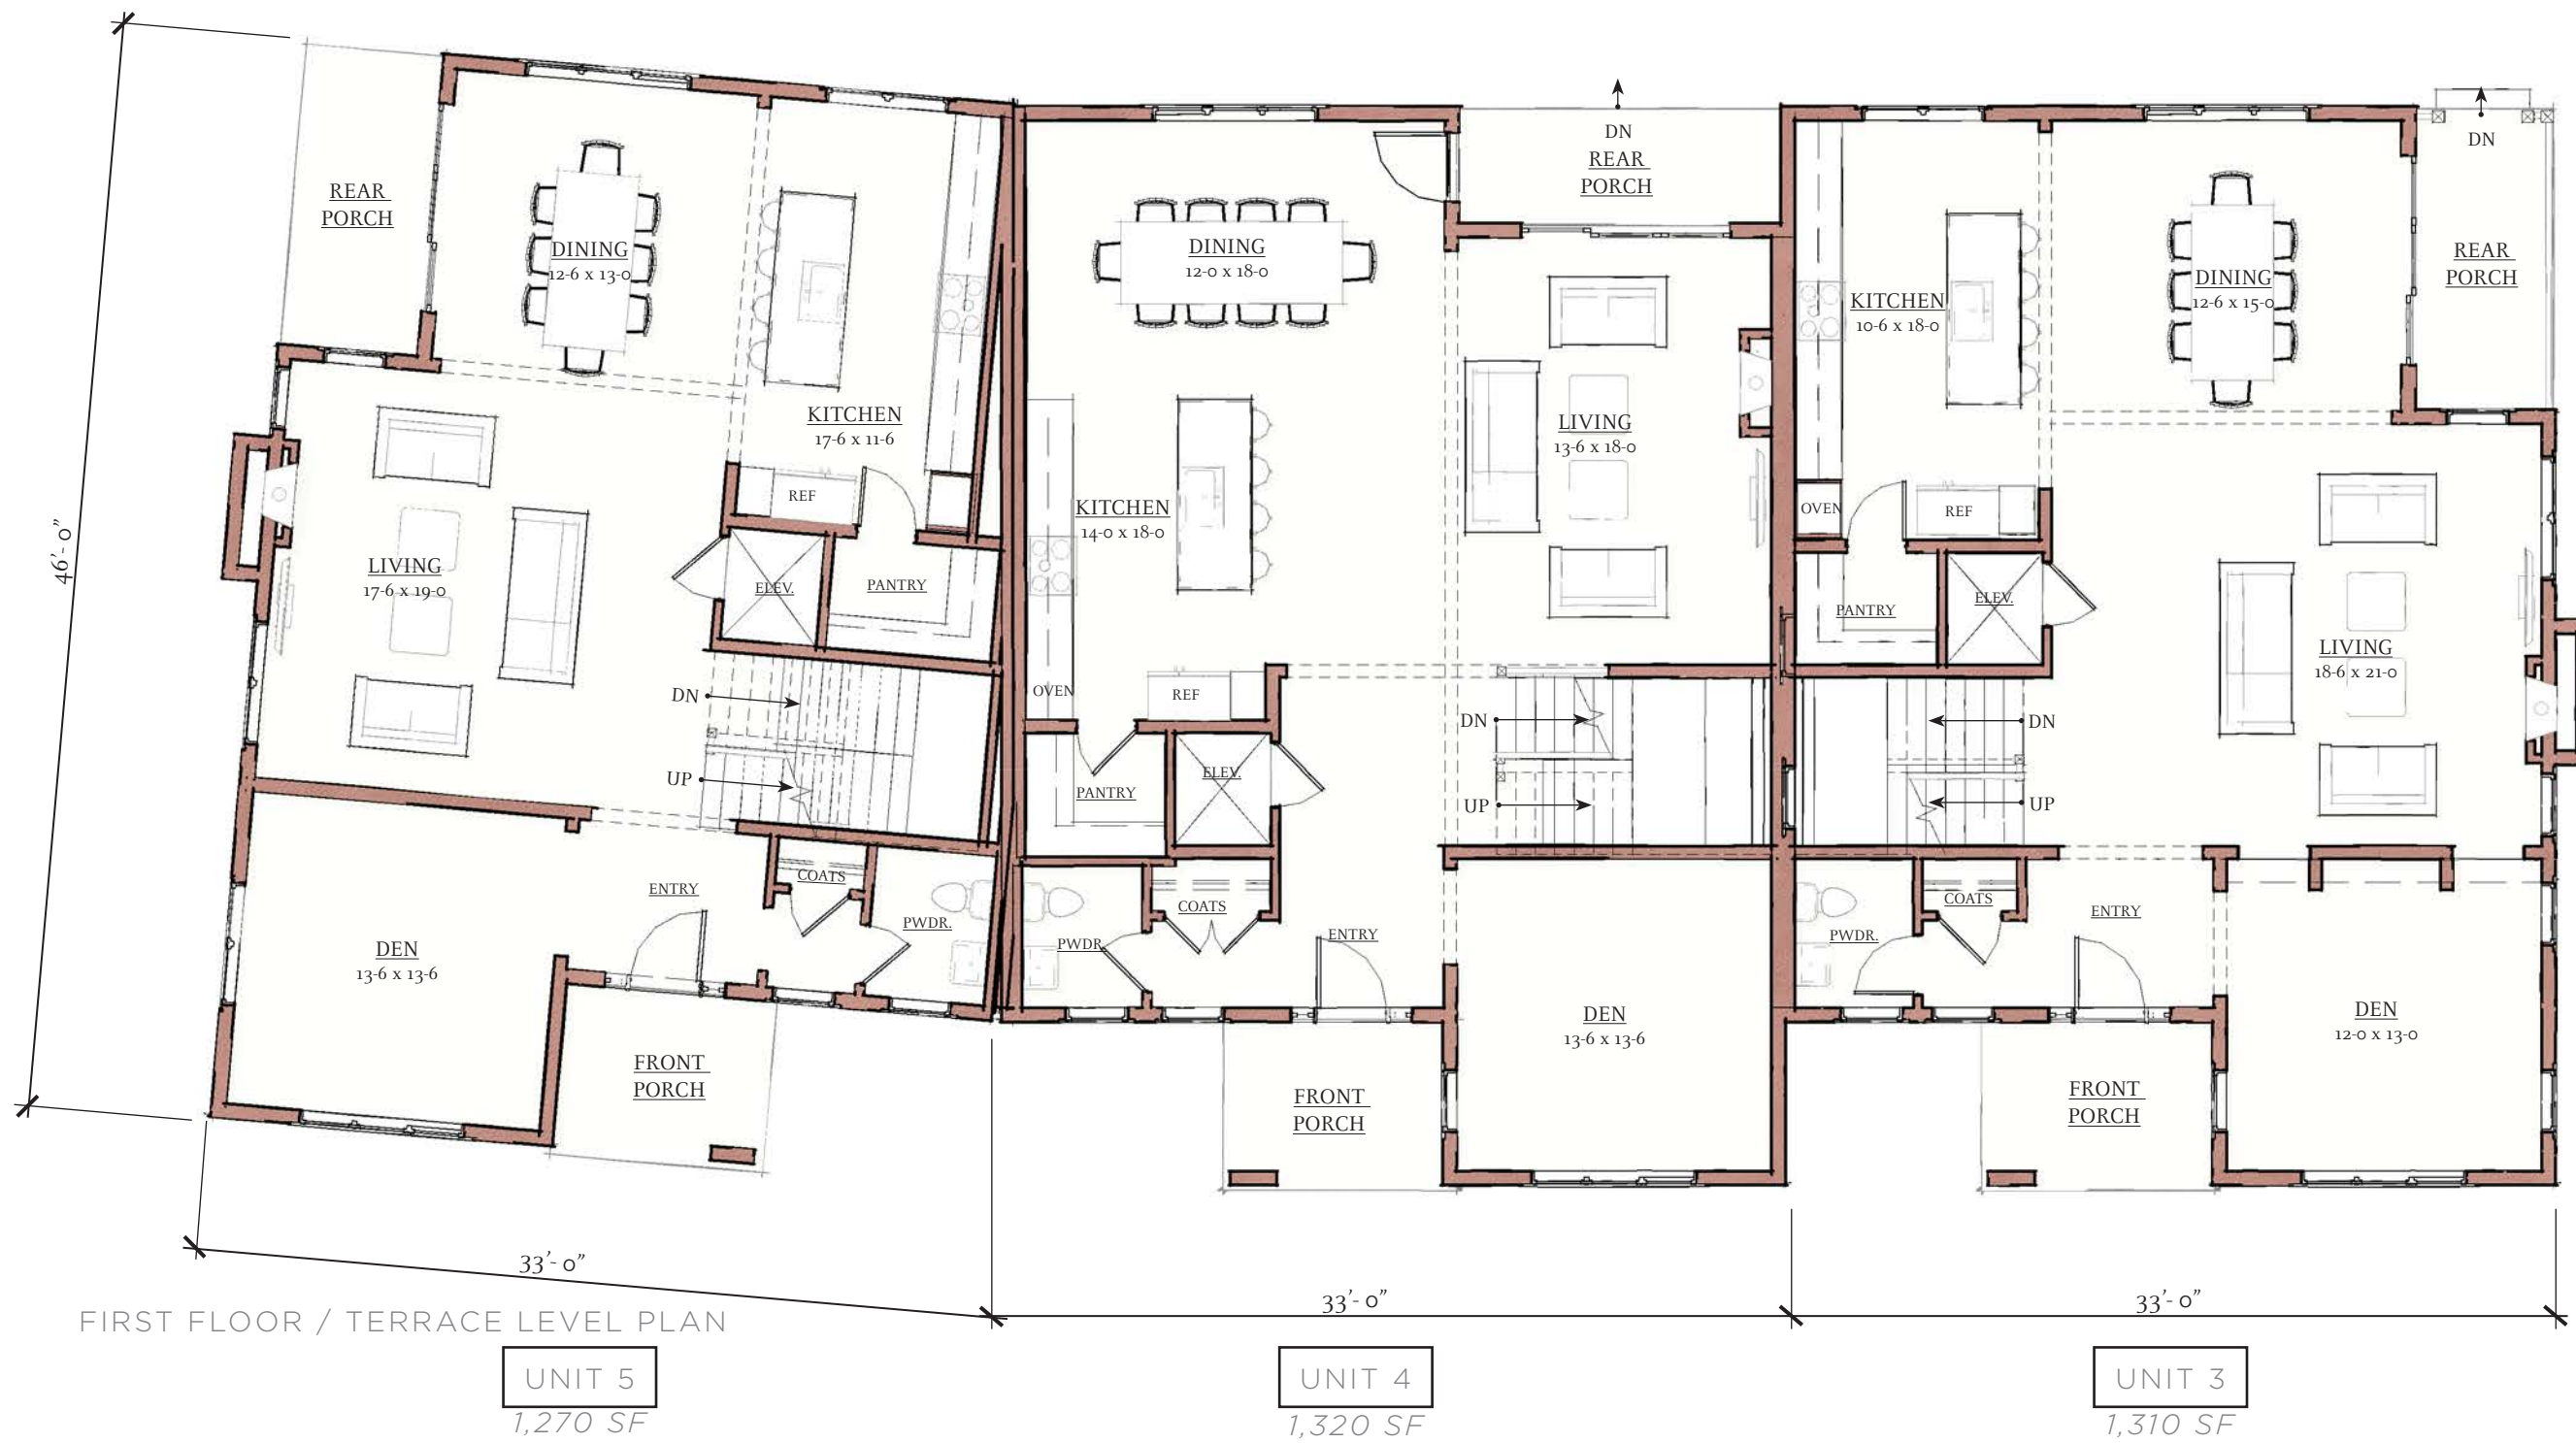 REAR
PORCH
DINING
12-6 x 13-0
KITCHEN
17-6 x 11-6
REF
LIVING
17-6 x 19-0
ELEV.
PANTRY
DN
UP
COATS
ENTRY
PWDR.
DEN
13-6 x 13-6
FRONT
PORCH
46'-0"
33'-0"
DN
REAR
PORCH
DINING
12-0 x 18-0
LIVING
13-6 x 18-0
KITCHEN
14-0 x 18-0
OVEN
REF
DN
ELEV.
PANTRY
UP
COATS
PWDR.
ENTRY
DEN
13-6 x 13-6
FRONT
PORCH
33'-0"
DN
REAR
PORCH
DINING
12-6 x 15-0
KITCHEN
10-6 x 18-0
OVEN
REF
PANTRY
ELEV.
LIVING
18-6 x 21-0
DN
UP
COATS
ENTRY
PWDR.
DEN
12-0 x 13-0
FRONT
PORCH
33'-0"
FIRST FLOOR / TERRACE LEVEL PLAN
UNIT 5
1,270 SF
UNIT 4
1,320 SF
UNIT 3
1,310 SF